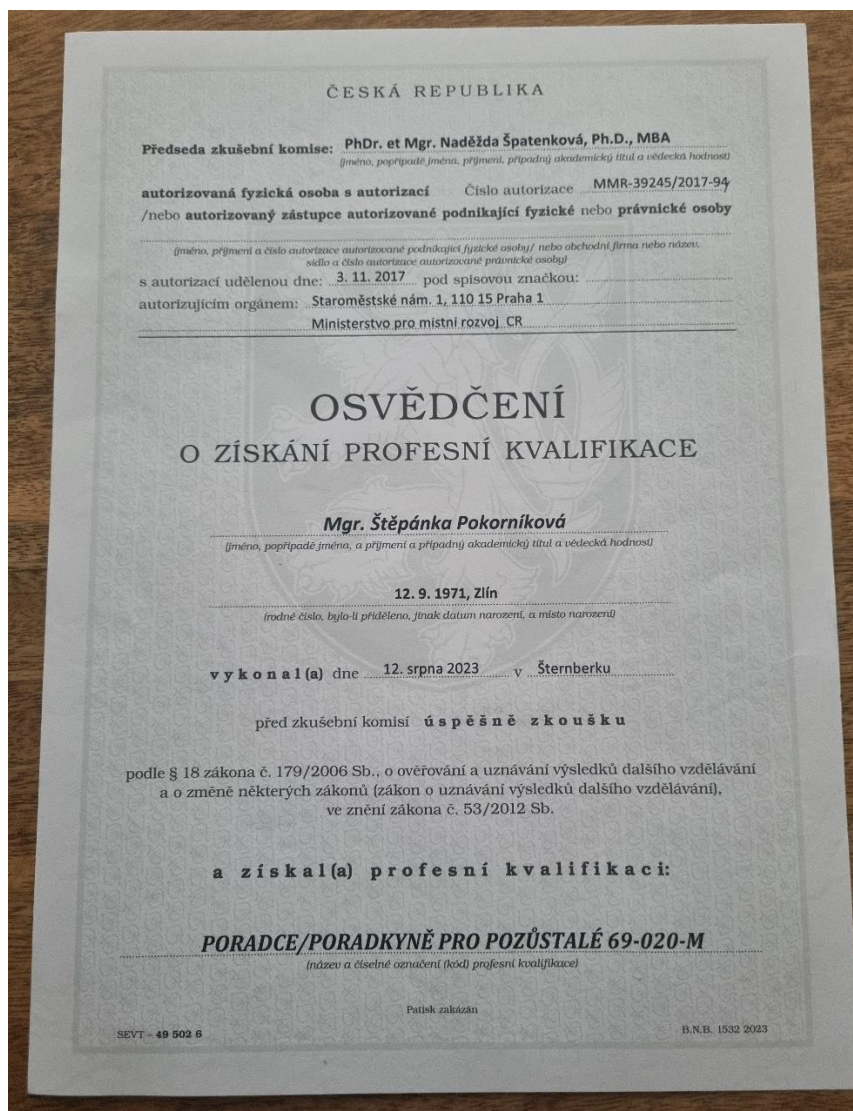 ČESKÁ REPUBLIKA
Předseda zkušební komise: PhDr. et Mgr. Naděžda Špatenková, Ph.D., MBA
(jméno, popřípadě jména, příjmení, případný akademický titul a vědecká hodnost)
autorizovaná fyzická osoba s autorizací Číslo autorizace MMR-39245/2017-94
/nebo autorizovaný zástupce autorizované podnikající fyzické nebo právnické osoby
(jméno, příjmení a číslo autorizace autorizované podnikající fyzické osoby/ nebo obchodní firma nebo název,
sídlo a číslo autorizace autorizované právnické osoby)
s autorizací udělenou dne: 3. 11. 2017 pod spisovou značkou:
autorizujícím orgánem: Staroměstské nám. 1, 110 15 Praha 1
Ministerstvo pro místní rozvoj CR
OSVĚDČENÍ
O ZÍSKÁNÍ PROFESNÍ KVALIFIKACE
Mgr. Štěpánka Pokorníková
(jméno, popřípadě jména, a příjmení a případný akademický titul a vědecká hodnost)
12. 9. 1971, Zlín
(rodné číslo, bylo-li přiděleno, jinak datum narození, a místo narození)
vykonal(a) dne 12. srpna 2023 v Šternberku
před zkušební komisí úspěšně zkoušku
podle § 18 zákona č. 179/2006 Sb., o ověřování a uznávání výsledků dalšího vzdělávání
a o změně některých zákonů (zákon o uznávání výsledků dalšího vzdělávání),
ve znění zákona č. 53/2012 Sb.
a získal(a) profesní kvalifikaci:
PORADCE/PORADKYNĚ PRO POZŮSTALÉ 69-020-M
(název a číselné označení (kód) profesní kvalifikace)
Patisk zakázán
SEVT – 49 502 6
B.N.B. 1532 2023